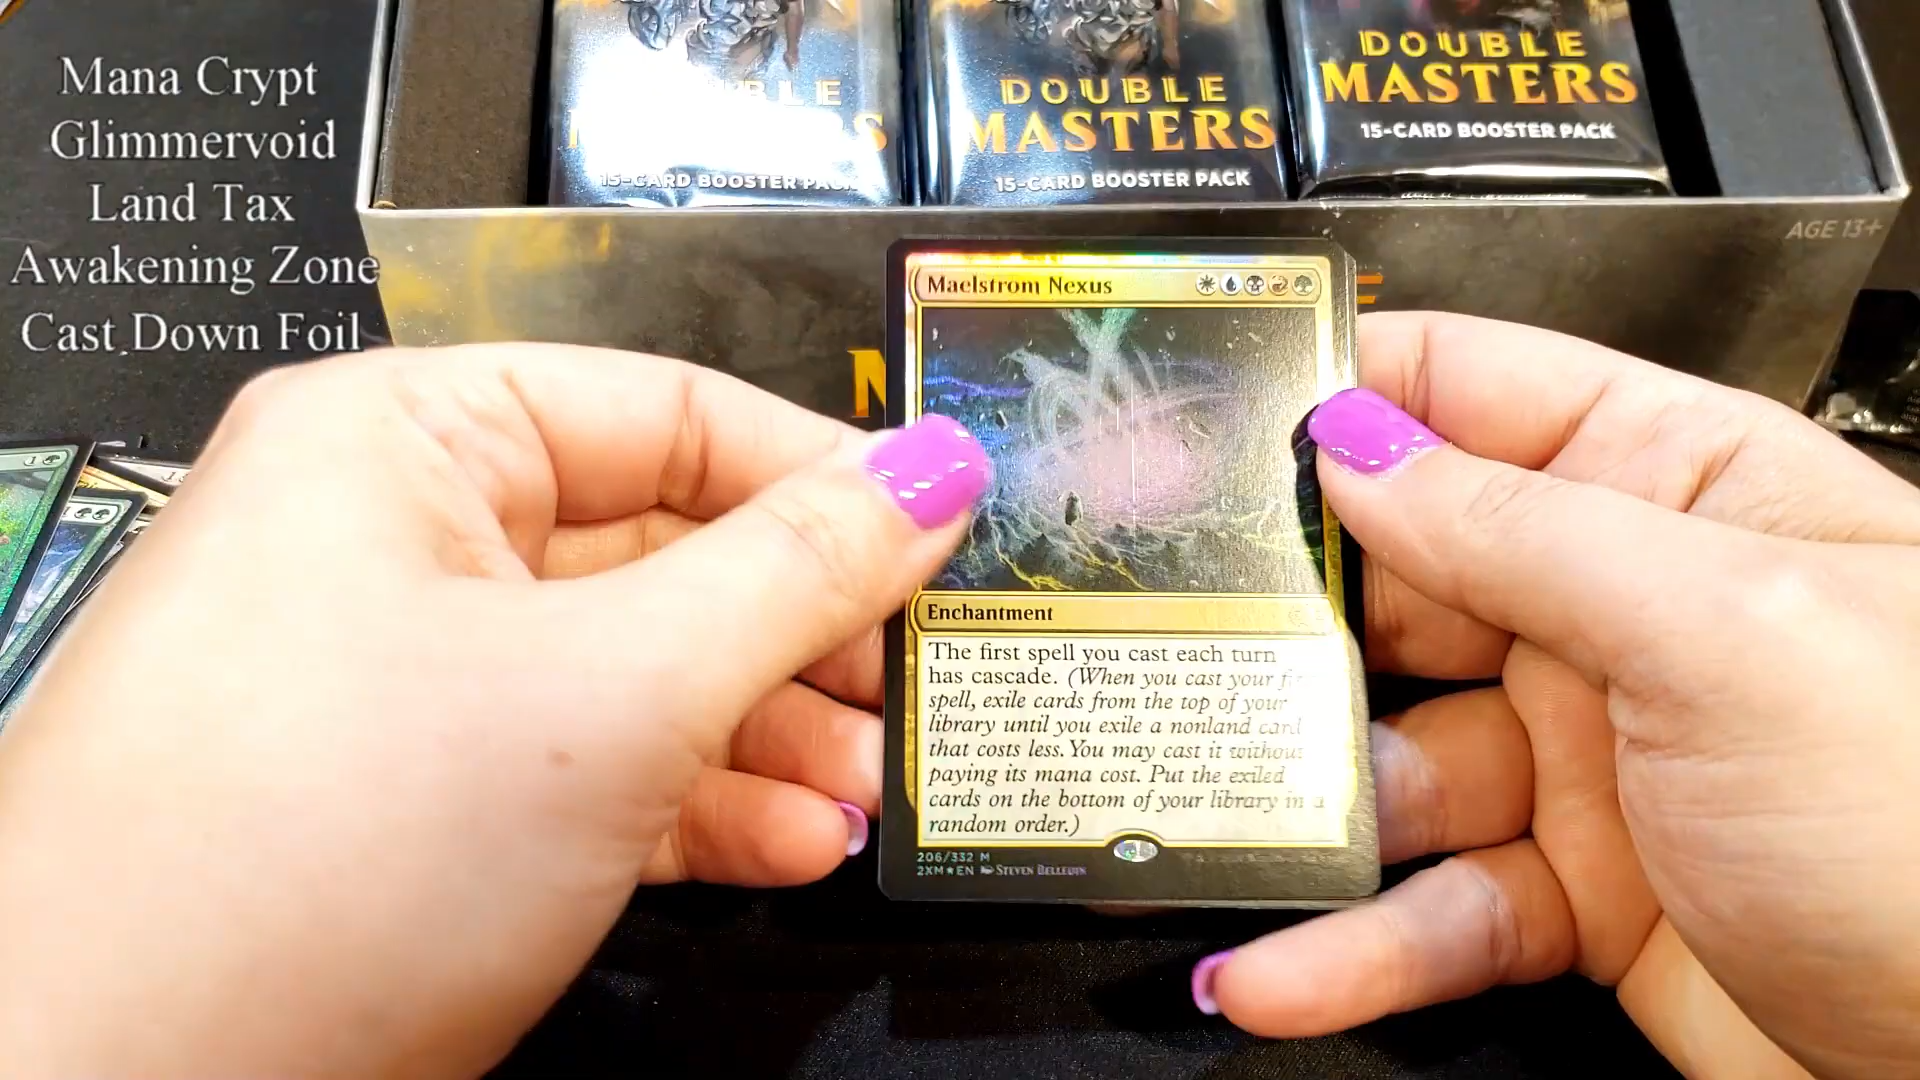 Mana Crypt
Glimmervoid
Land Tax
Awakening Zone
Cast Down Foil
DOUBLE
MASTERS
15-CARD BOOSTER PACK
DOUBLE
MASTERS
15-CARD BOOSTER PACK
15-CARD BOOSTER PACK
AGE 13+
Maelstrom Nexus
Enchantment
The first spell you cast each turn
has cascade. (When you cast your
spell, exile cards from the top of your
library until you exile a nonland card
that costs less. You may cast it without
paying its mana cost. Put the exiled
cards on the bottom of your library in a
random order.)
206/332 M
2XM★EN STEVEN BELLEDIN